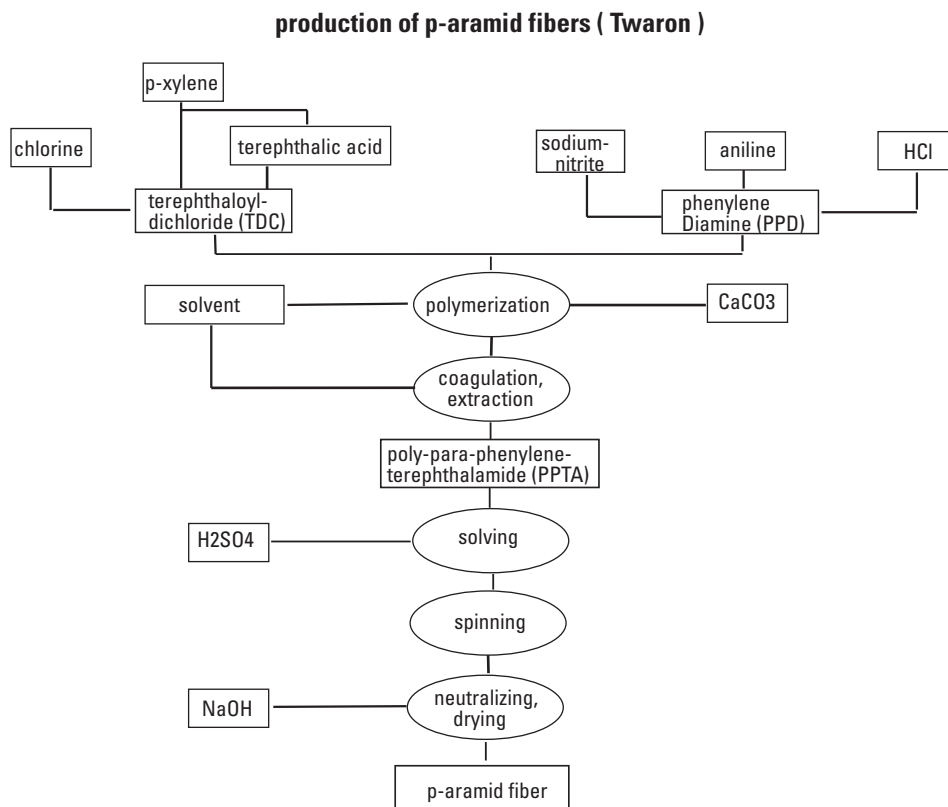 production of p-aramid fibers ( Twaron )
p-xylene
chlorine
terephthalic acid
sodium-
nitrite
aniline
HCl
terephthaloyl-
dichloride (TDC)
phenylene
Diamine (PPD)
solvent
polymerization
CaCO3
coagulation,
extraction
poly-para-phenylene-
terephthalamide (PPTA)
H2SO4
solving
spinning
NaOH
neutralizing,
drying
p-aramid fiber